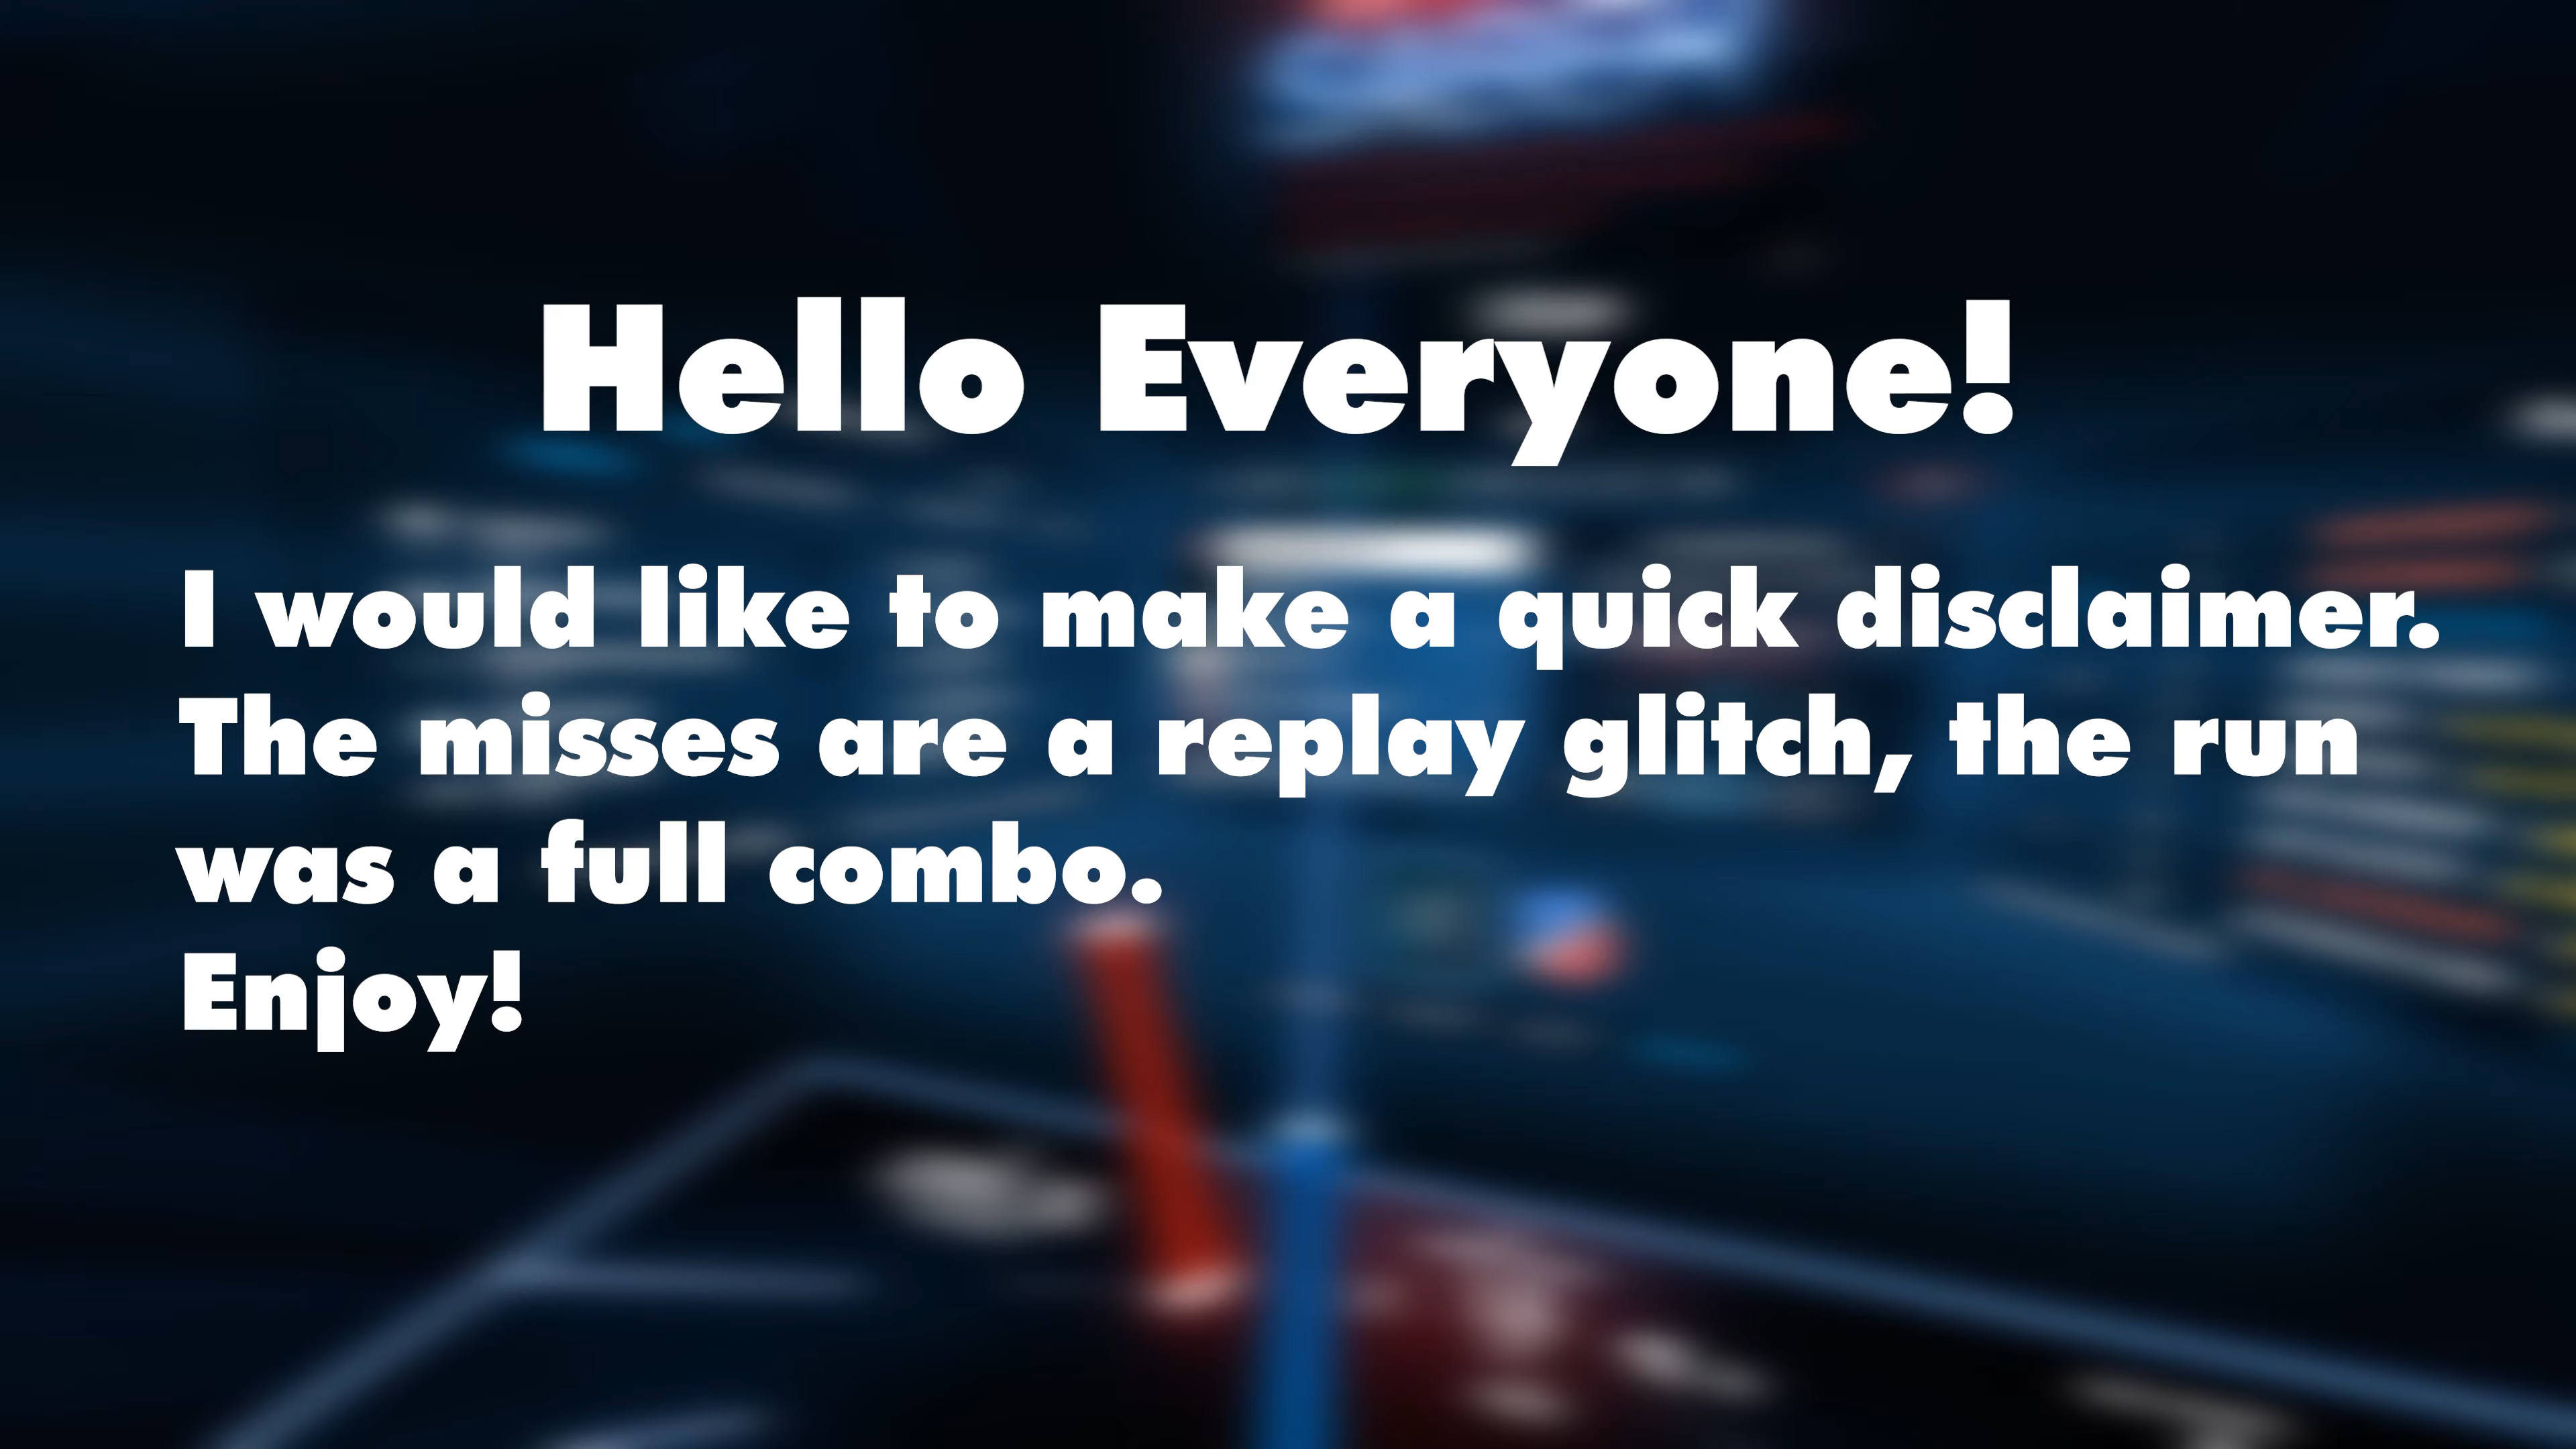 Hello Everyone!
I would like to make a quick disclaimer.
The misses are a replay glitch, the run
was a full combo.
Enjoy!